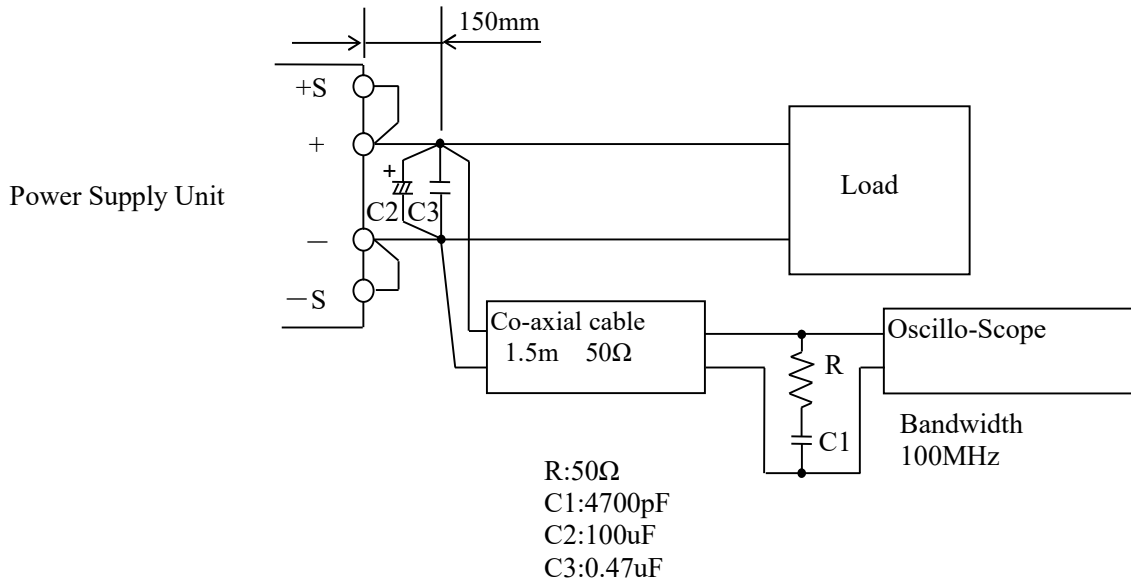 150mm
+S
+
Power Supply Unit
－
－S
+
C2 C3
Load
Co-axial cable
1.5m 50Ω
R
C1
Oscillo-Scope
Bandwidth
100MHz
R:50Ω
C1:4700pF
C2:100uF
C3:0.47uF